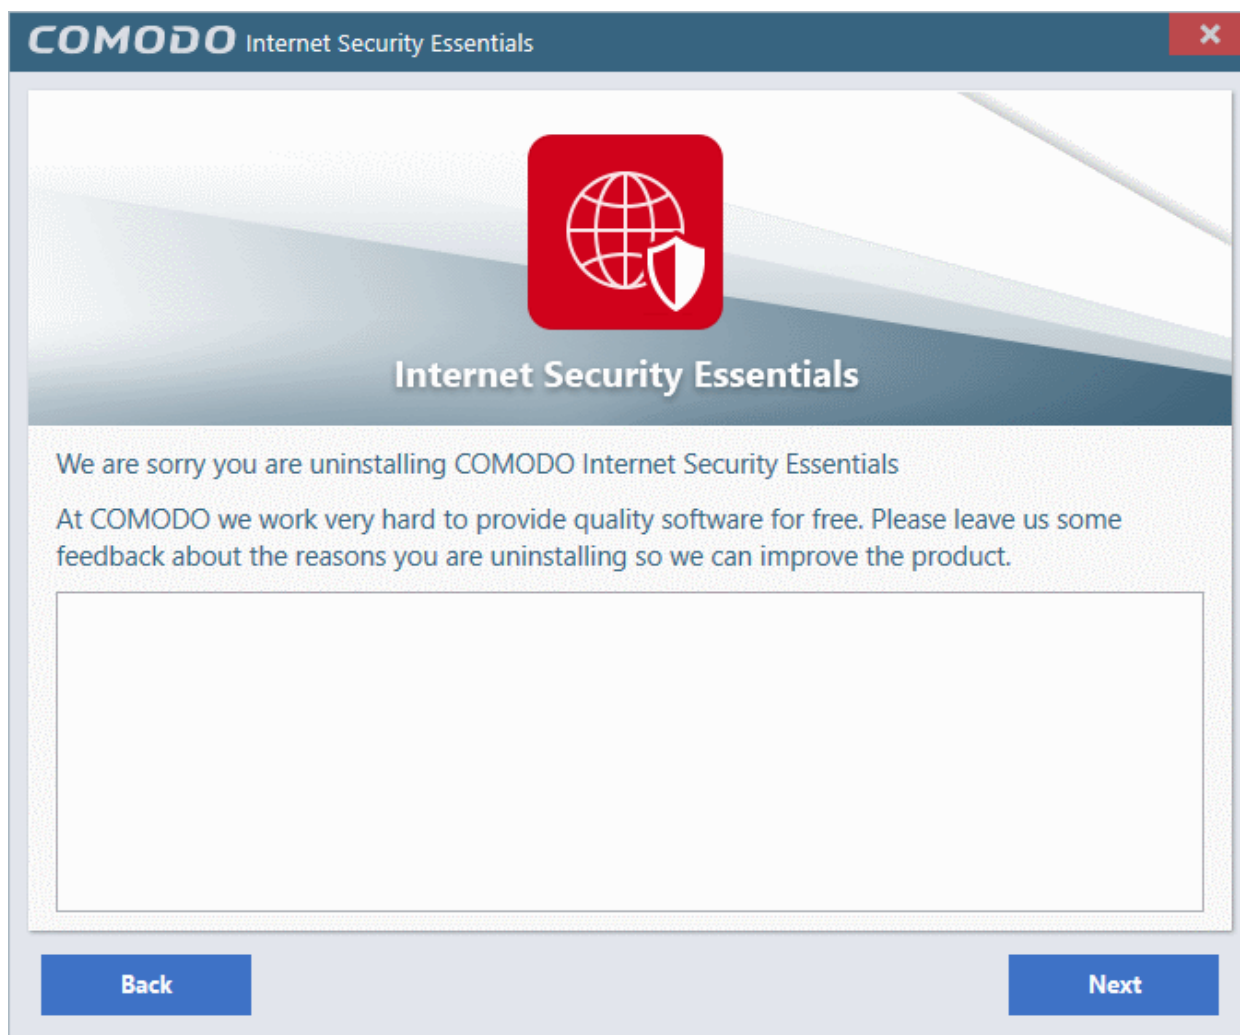 COMODO Internet Security Essentials
Internet Security Essentials
We are sorry you are uninstalling COMODO Internet Security Essentials
At COMODO we work very hard to provide quality software for free. Please leave us some
feedback about the reasons you are uninstalling so we can improve the product.
Back
Next